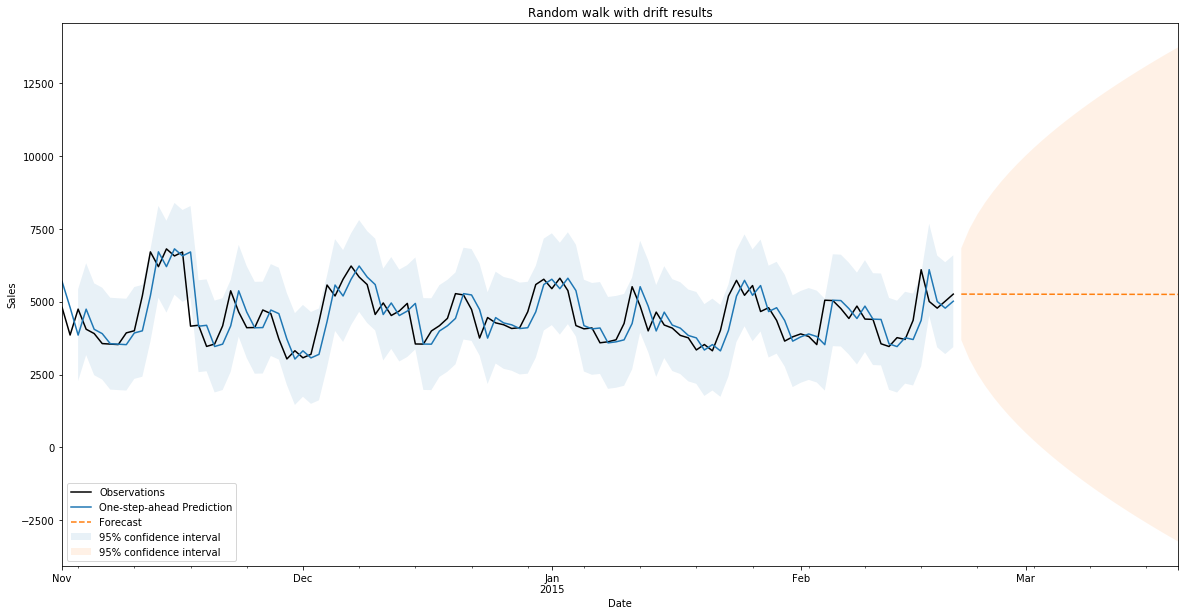 Random walk with drift results
Sales
12500
10000
7500
5000
2500
0
−2500
Observations
One-step-ahead Prediction
Forecast
95% confidence interval
95% confidence interval
Nov
Dec
Jan
2015
Feb
Mar
Date